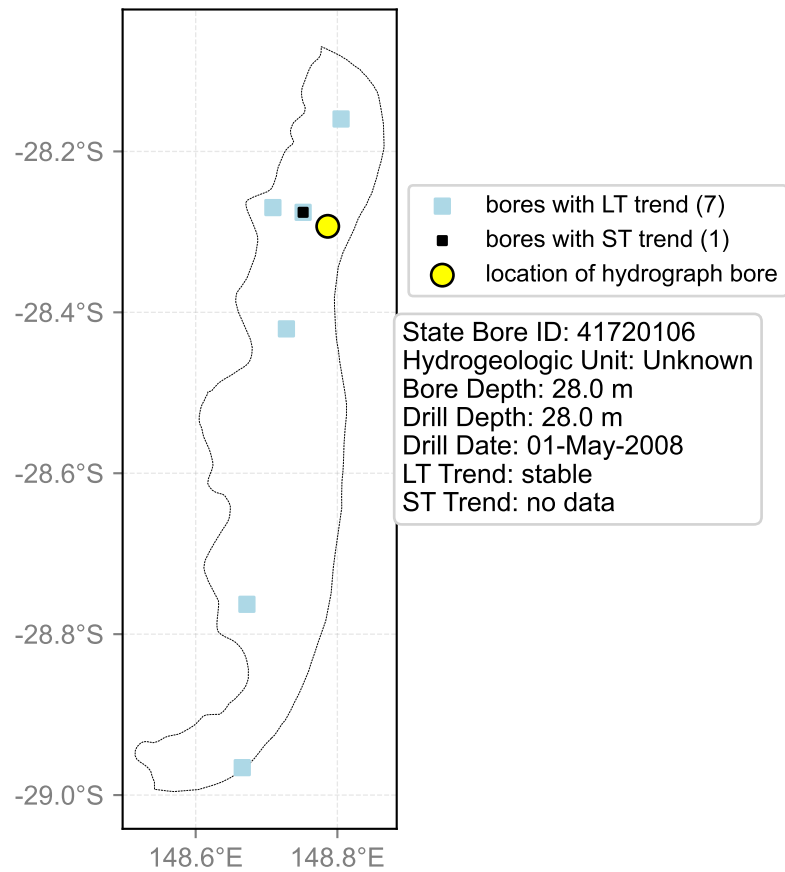 -28.2°S
-28.4°S
-28.6°S
-28.8°S
-29.0°S
148.6°E
148.8°E
bores with LT trend (7)
bores with ST trend (1)
location of hydrograph bore
State Bore ID: 41720106
Hydrogeologic Unit: Unknown
Bore Depth: 28.0 m
Drill Depth: 28.0 m
Drill Date: 01-May-2008
LT Trend: stable
ST Trend: no data